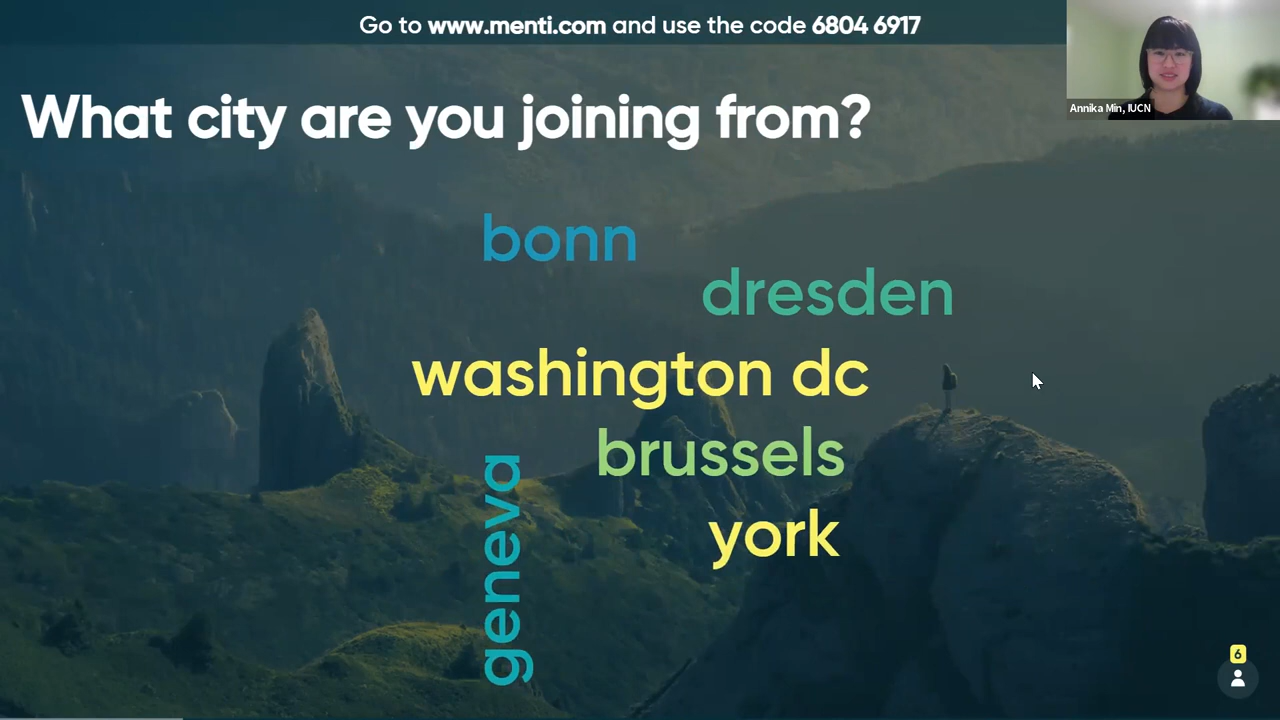 Go to www.menti.com and use the code 6804 6917
Annika Min, IUCN
What city are you joining from?
bonn
dresden
washington dc
brussels
geneva
york
6